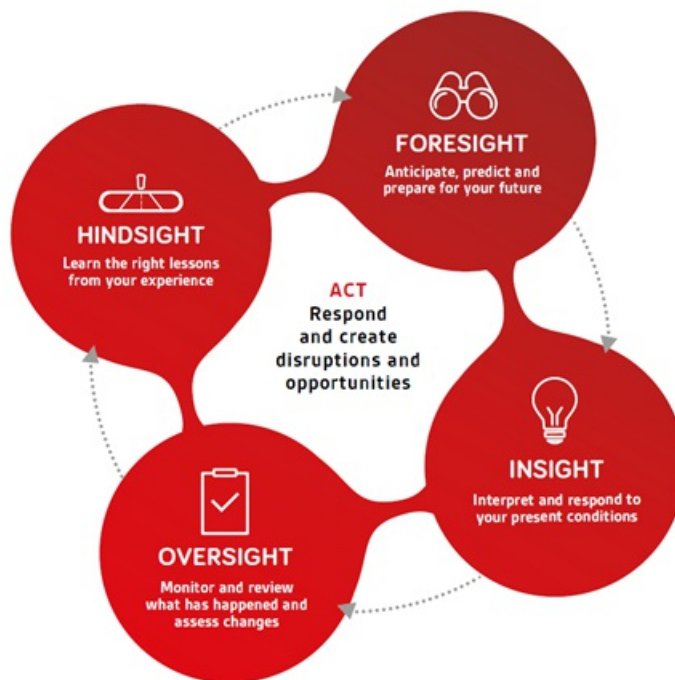 FORESIGHT
Anticipate, predict and
prepare for your future
HINDSIGHT
Learn the right lessons
from your experience
ACT
Respond
and create
disruptions and
opportunities
INSIGHT
Interpret and respond to
your present conditions
OVERSIGHT
Monitor and review
what has happened and
assess changes